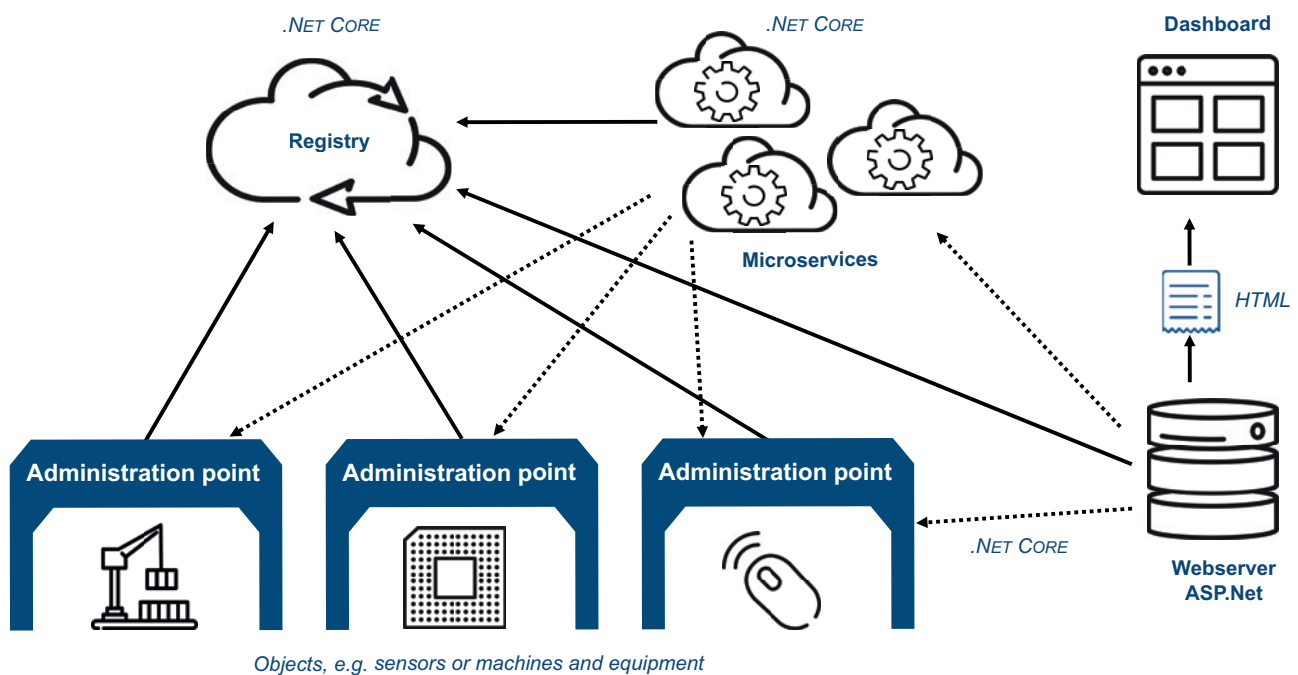 .NET CORE
.NET CORE
Dashboard
Registry
Microservices
HTML
Administration point
Administration point
Administration point
.NET CORE
Webserver
ASP.Net
Objects, e.g. sensors or machines and equipment